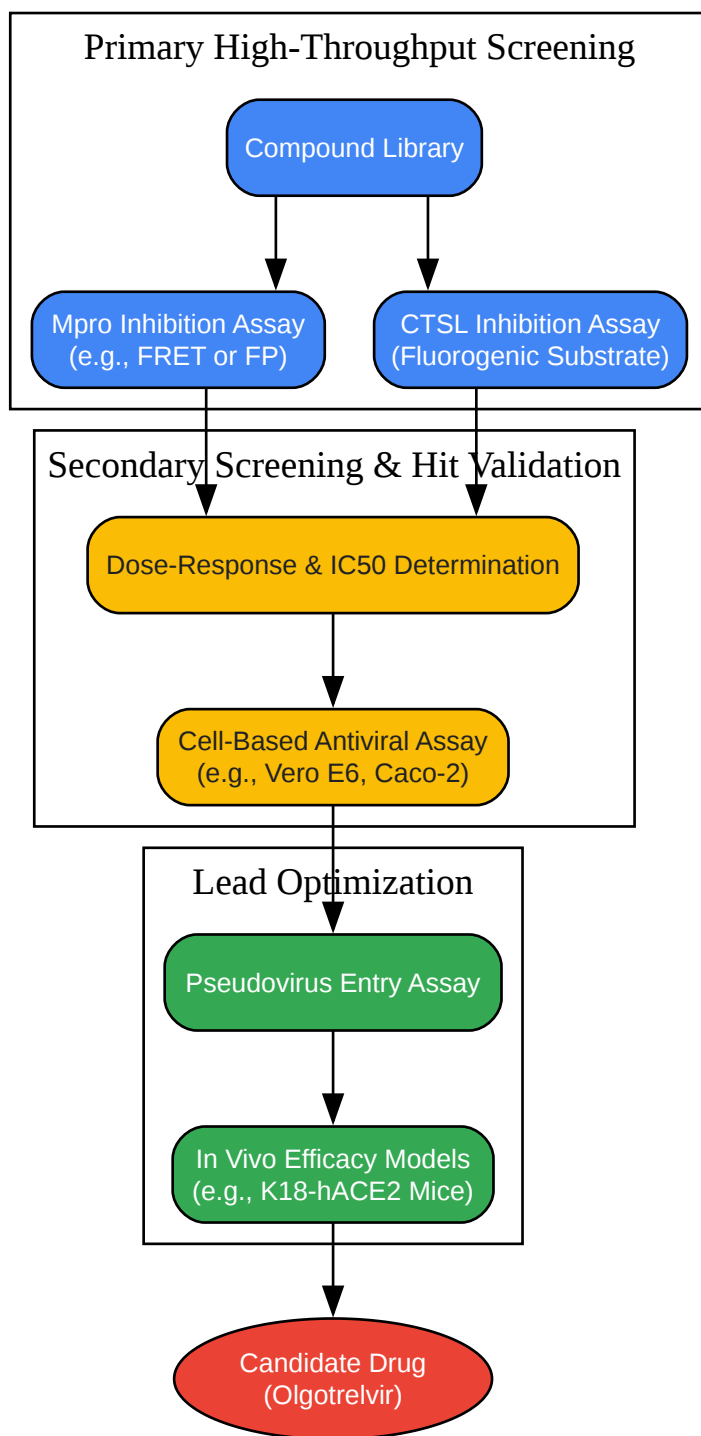 Primary High-Throughput Screening
Compound Library
Mpro Inhibition Assay
(e.g., FRET or FP)
CTSL Inhibition Assay
(Fluorogenic Substrate)
Secondary Screening & Hit Validation
Dose-Response & IC50 Determination
Cell-Based Antiviral Assay
(e.g., Vero E6, Caco-2)
Lead Optimization
Pseudovirus Entry Assay
In Vivo Efficacy Models
(e.g., K18-hACE2 Mice)
Candidate Drug
(Olgotrelvir)